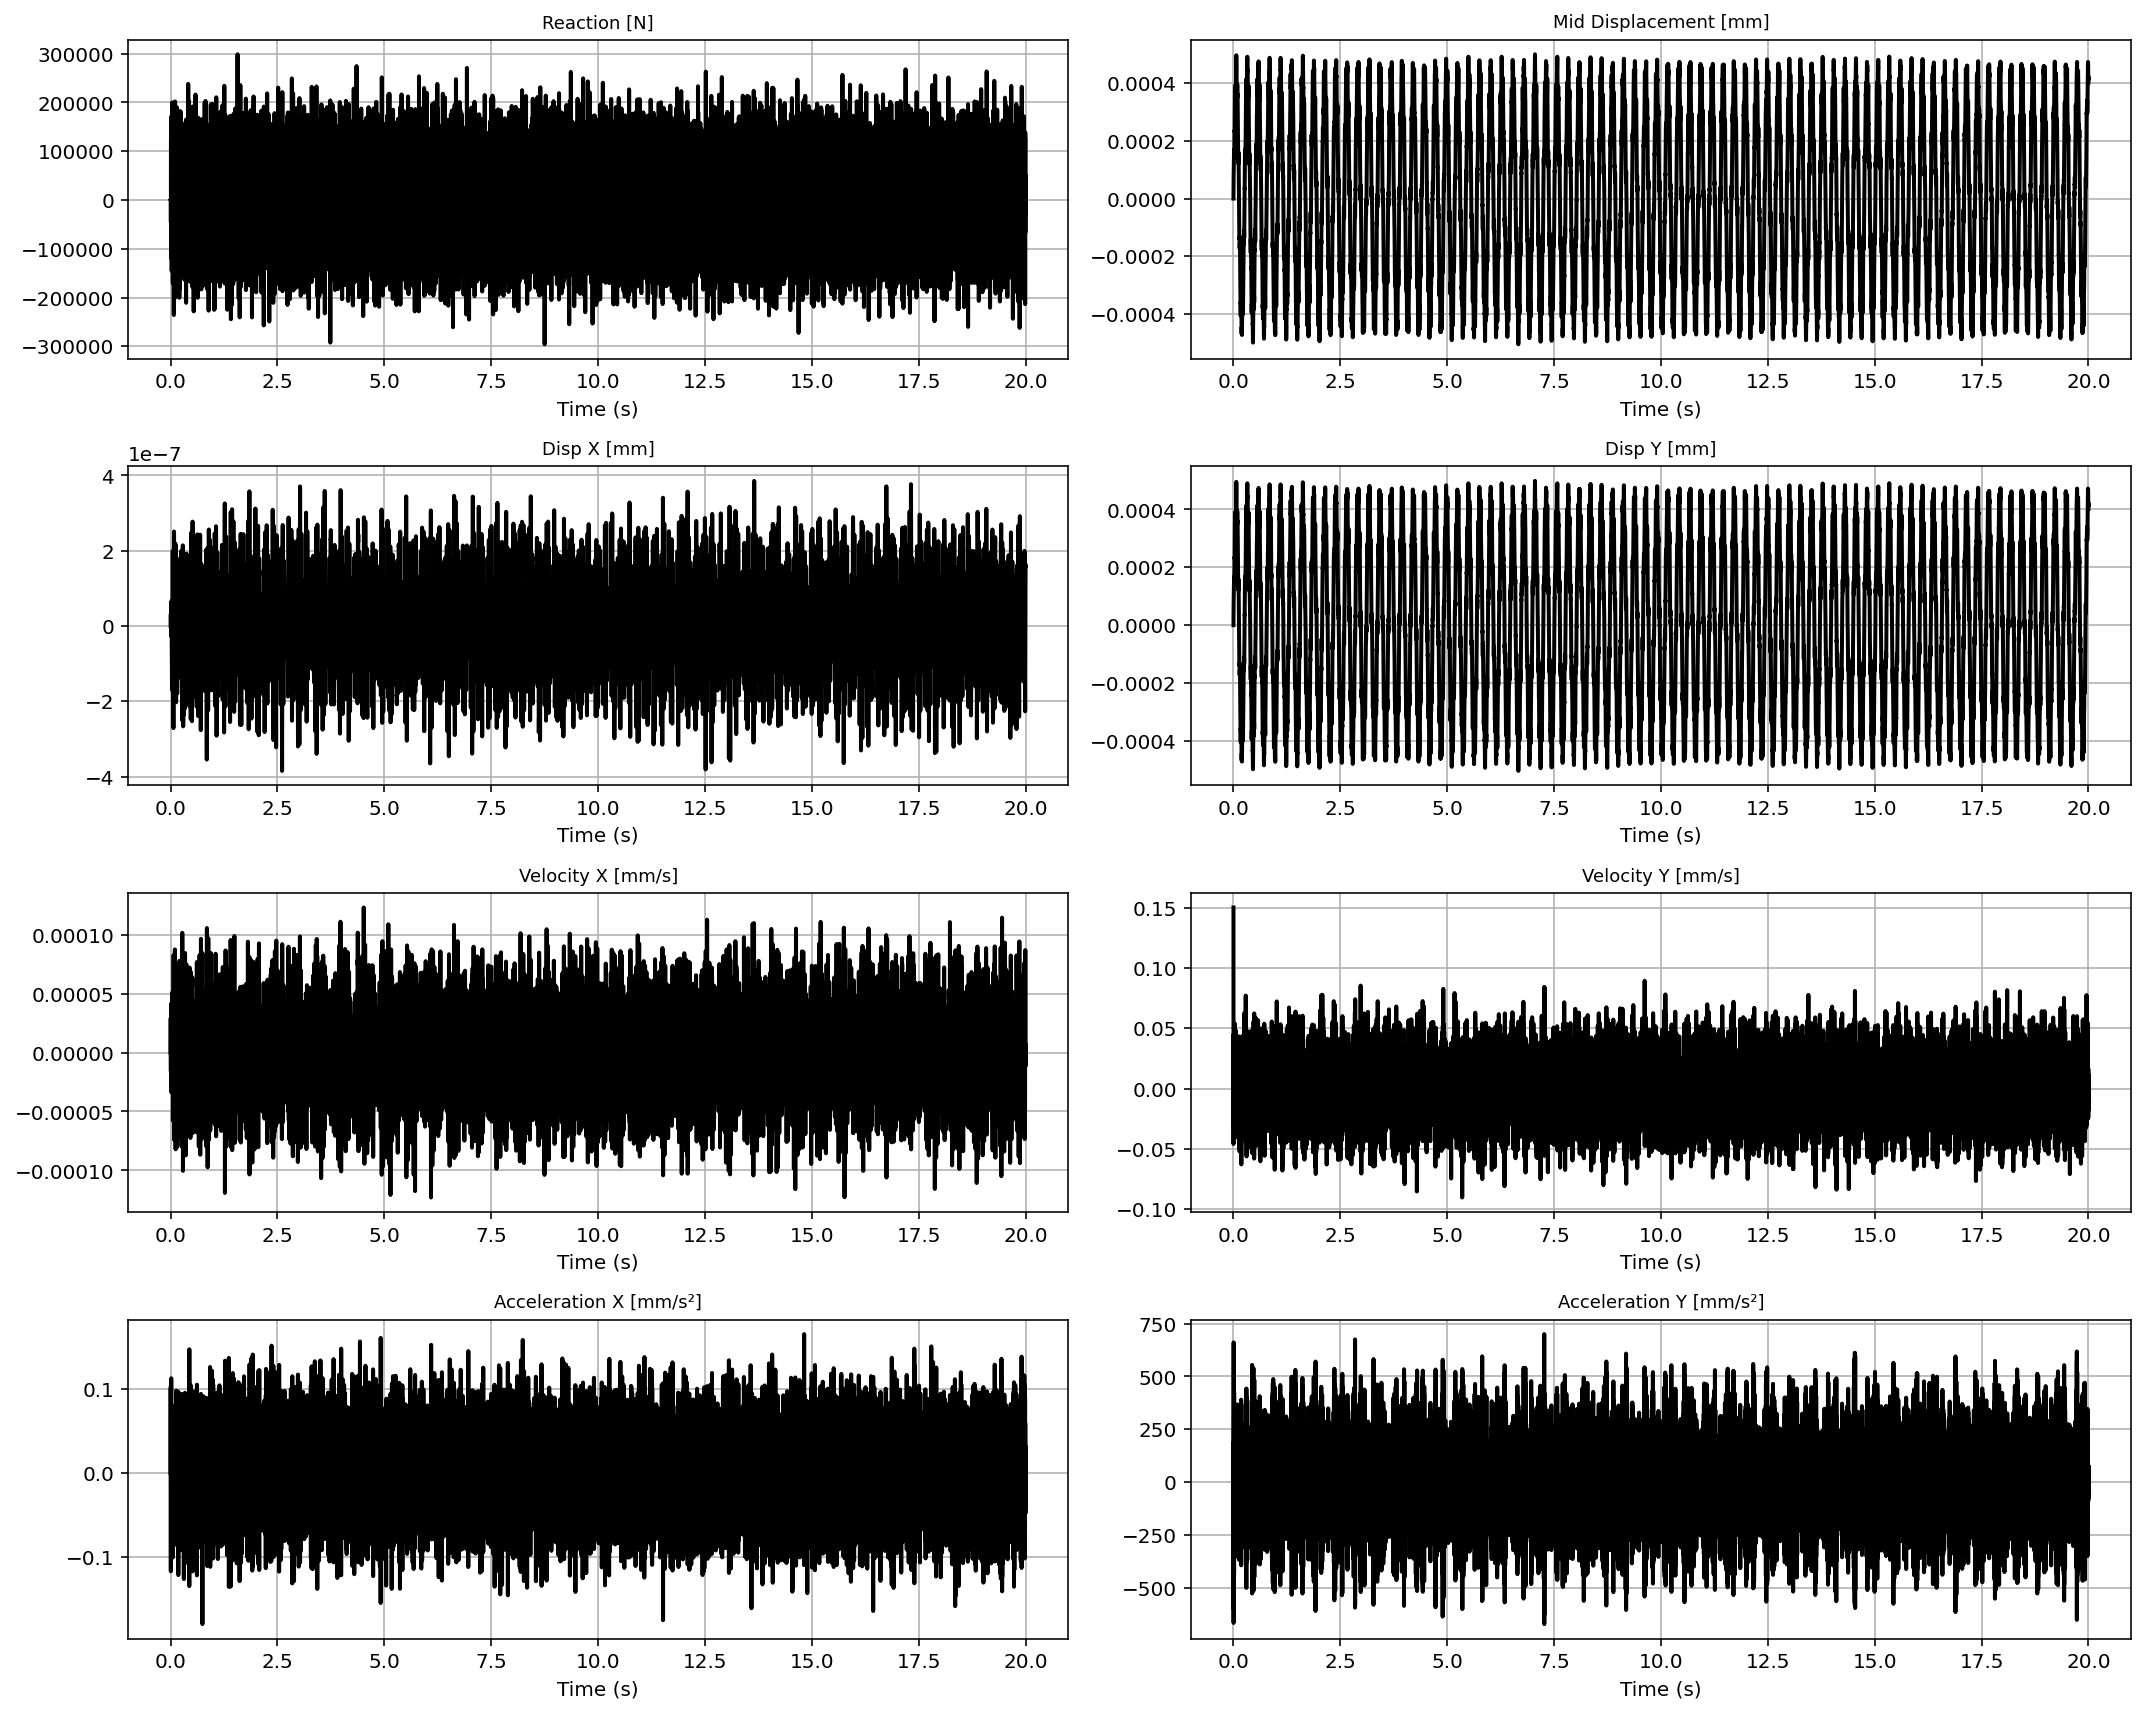 Reaction [N]
300000
200000
100000
0
−100000
−200000
−300000
0.0 2.5 5.0 7.5 10.0 12.5 15.0 17.5 20.0
Time (s)
Mid Displacement [mm]
0.0004
0.0002
0.0000
−0.0002
−0.0004
0.0 2.5 5.0 7.5 10.0 12.5 15.0 17.5 20.0
Time (s)
Disp X [mm]
1e−7
4
2
0
−2
−4
0.0 2.5 5.0 7.5 10.0 12.5 15.0 17.5 20.0
Time (s)
Disp Y [mm]
0.0004
0.0002
0.0000
−0.0002
−0.0004
0.0 2.5 5.0 7.5 10.0 12.5 15.0 17.5 20.0
Time (s)
Velocity X [mm/s]
0.00010
0.00005
0.00000
−0.00005
−0.00010
0.0 2.5 5.0 7.5 10.0 12.5 15.0 17.5 20.0
Time (s)
Velocity Y [mm/s]
0.15
0.10
0.05
0.00
−0.05
−0.10
0.0 2.5 5.0 7.5 10.0 12.5 15.0 17.5 20.0
Time (s)
Acceleration X [mm/s²]
0.1
0.0
−0.1
0.0 2.5 5.0 7.5 10.0 12.5 15.0 17.5 20.0
Time (s)
Acceleration Y [mm/s²]
750
500
250
0
−250
−500
0.0 2.5 5.0 7.5 10.0 12.5 15.0 17.5 20.0
Time (s)